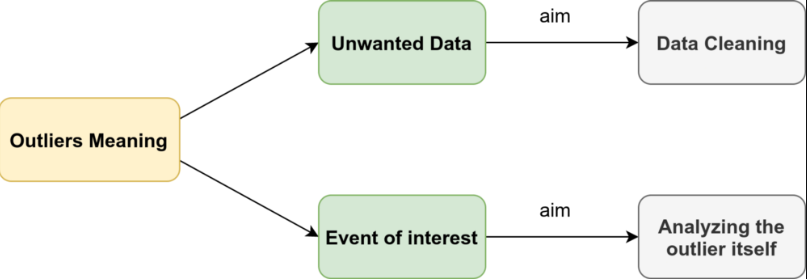 Unwanted Data
aim
Data Cleaning
Outliers Meaning
Event of interest
aim
Analyzing the
outlier itself